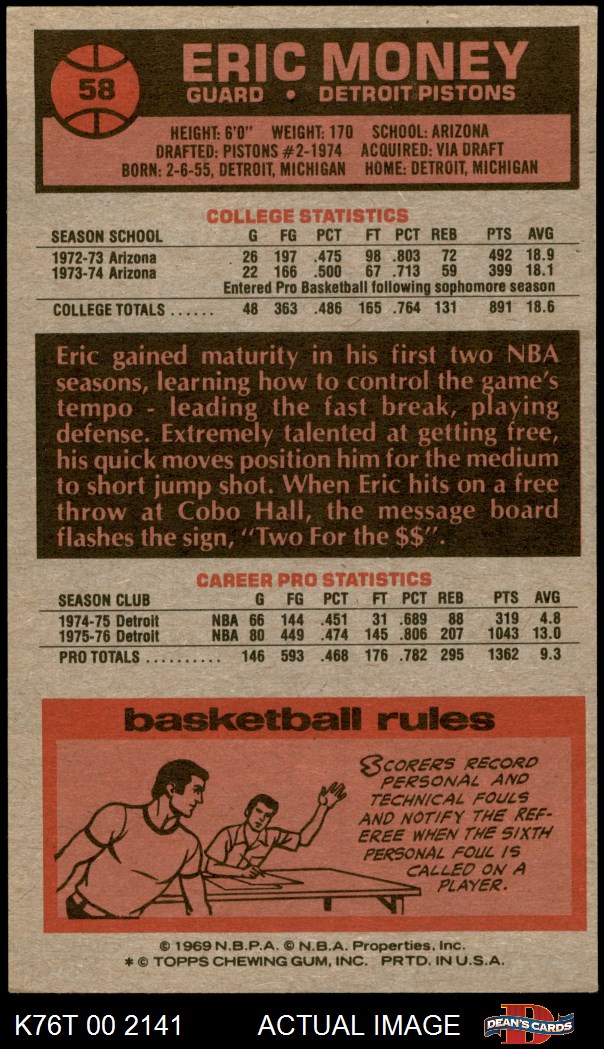 58
ERIC MONEY
GUARD • DETROIT PISTONS
HEIGHT: 6'0" WEIGHT: 170 SCHOOL: ARIZONA
DRAFTED: PISTONS #2-1974 ACQUIRED: VIA DRAFT
BORN: 2-6-55, DETROIT, MICHIGAN HOME: DETROIT, MICHIGAN
COLLEGE STATISTICS
SEASON SCHOOL G FG PCT FT PCT REB PTS AVG
1972-73 Arizona 26 197 .475 98 .803 72 492 18.9
1973-74 Arizona 22 166 .500 67 .713 59 399 18.1
Entered Pro Basketball following sophomore season
COLLEGE TOTALS ...... 48 363 .486 165 .764 131 891 18.6
Eric gained maturity in his first two NBA
seasons, learning how to control the game's
tempo - leading the fast break, playing
defense. Extremely talented at getting free,
his quick moves position him for the medium
to short jump shot. When Eric hits on a free
throw at Cobo Hall, the message board
flashes the sign, "Two For the $$".
CAREER PRO STATISTICS
SEASON CLUB G FG PCT FT PCT REB PTS AVG
1974-75 Detroit NBA 66 144 .451 31 .689 88 319 4.8
1975-76 Detroit NBA 80 449 .474 145 .806 207 1043 13.0
PRO TOTALS .......... 146 593 .468 176 .782 295 1362 9.3
basketball rules
SCORERS RECORD
PERSONAL AND
TECHNICAL FOULS
AND NOTIFY THE REF-
EREE WHEN THE SIXTH
PERSONAL FOUL IS
CALLED ON A
PLAYER.
© 1969 N.B.P.A. © N.B.A. Properties, Inc.
* © TOPPS CHEWING GUM, INC. PRTD. IN U.S.A.
K76T 00 2141 ACTUAL IMAGE D DEAN'S CARDS